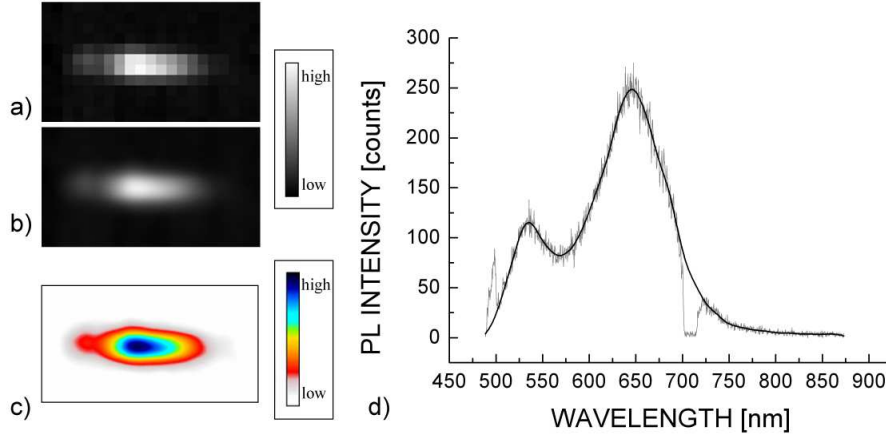 a)
high
low
b)
c)
high
low
d)
PL INTENSITY [counts]
300
250
200
150
100
50
0
450 500 550 600 650 700 750 800 850 900
WAVELENGTH [nm]